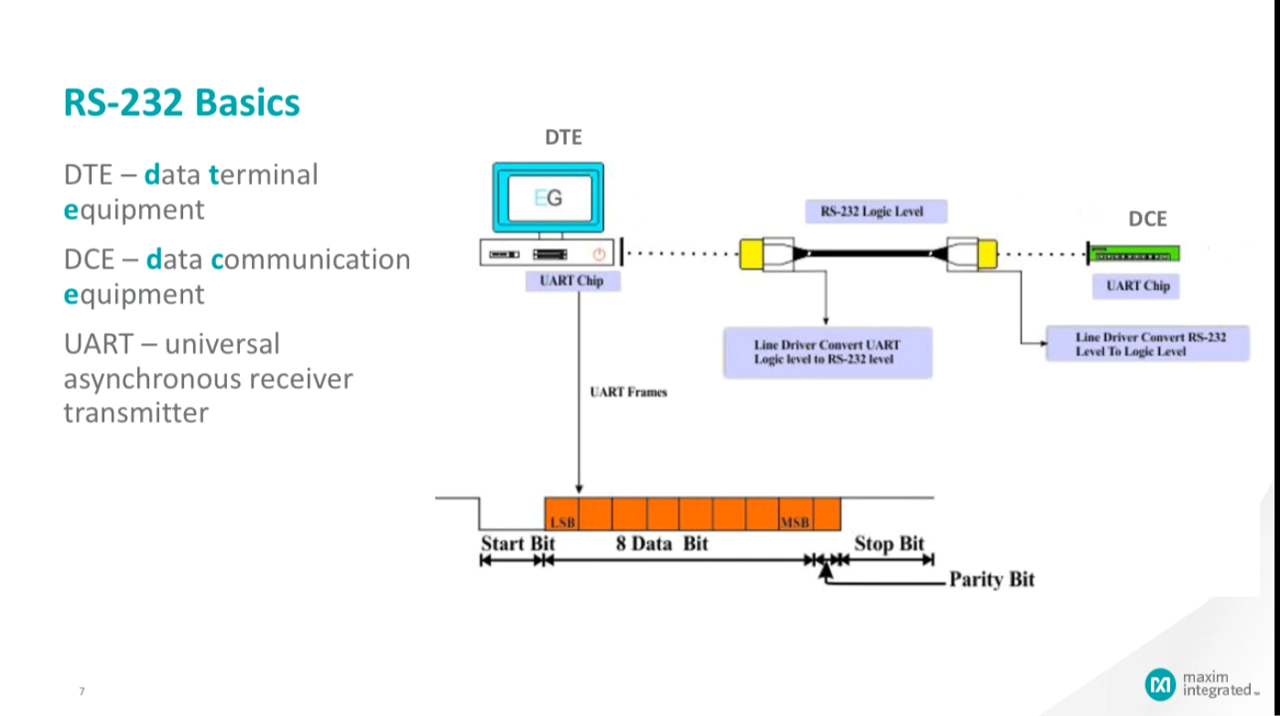 RS-232 Basics
DTE – data terminal
equipment
DCE – data communication
equipment
UART – universal
asynchronous receiver
transmitter
DTE
EG
UART Chip
RS-232 Logic Level
DCE
UART Chip
Line Driver Convert UART
Logic level to RS-232 level
Line Driver Convert RS-232
Level To Logic Level
UART Frames
LSB
MSB
Start Bit
8 Data Bit
Stop Bit
Parity Bit
7
maxim
integrated™